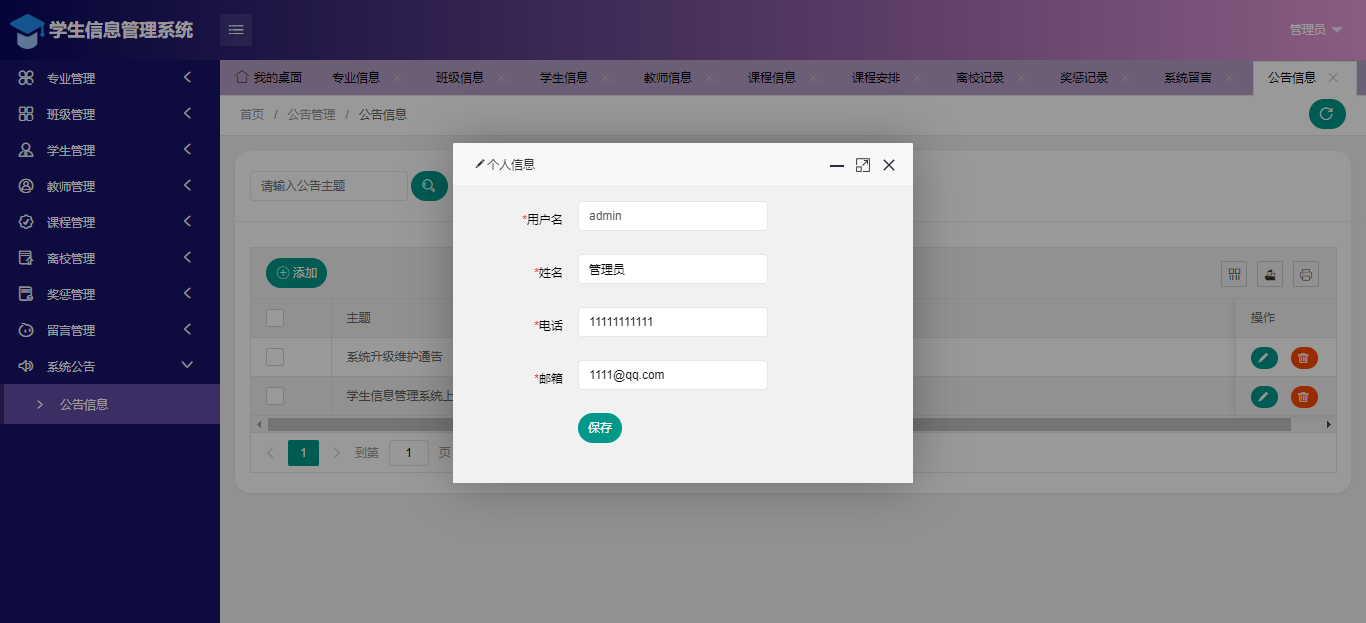 学生信息管理系统
管理员
专业管理
班级管理
学生管理
教师管理
课程管理
离校管理
奖惩管理
留言管理
系统公告
公告信息
我的桌面 专业信息 班级信息 学生信息 教师信息 课程信息 课程安排 离校记录 奖惩记录 系统留言 公告信息
首页 / 公告管理 / 公告信息
请输入公告主题
添加
主题 操作
系统升级维护通告
学生信息管理系统上
1 到第 1 页
个人信息
*用户名 admin
*姓名 管理员
*电话 11111111111
*邮箱 1111@qq.com
保存